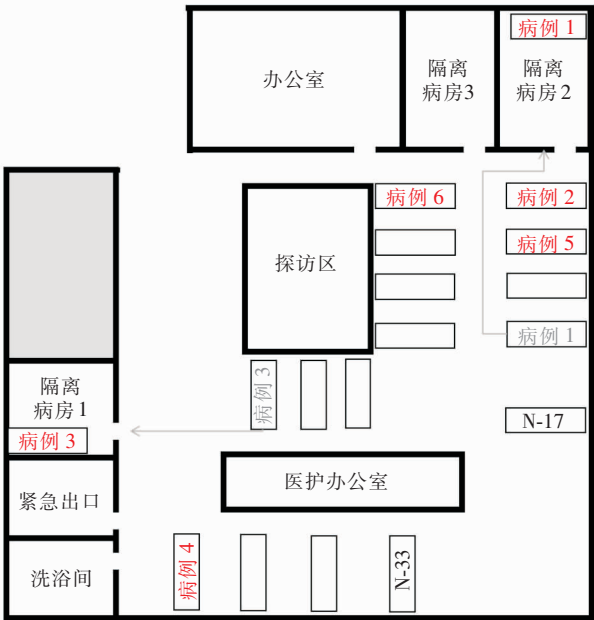 病例 1
办公室
隔离
病房3
隔离
病房2
病例 6
病例 2
探访区
病例 5
病例 1
隔离
病房1
病例 3
病例 3
N-17
紧急出口
医护办公室
洗浴间
病例 4
N-33